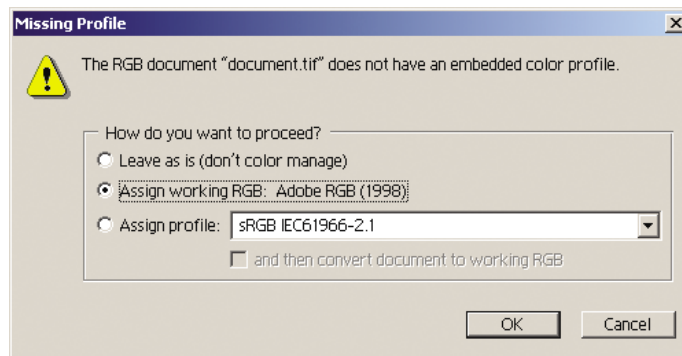 Missing Profile
The RGB document “document.tif” does not have an embedded color profile.
How do you want to proceed?
Leave as is (don't color manage)
Assign working RGB: Adobe RGB (1998)
Assign profile: sRGB IEC61966-2.1
and then convert document to working RGB
OK Cancel